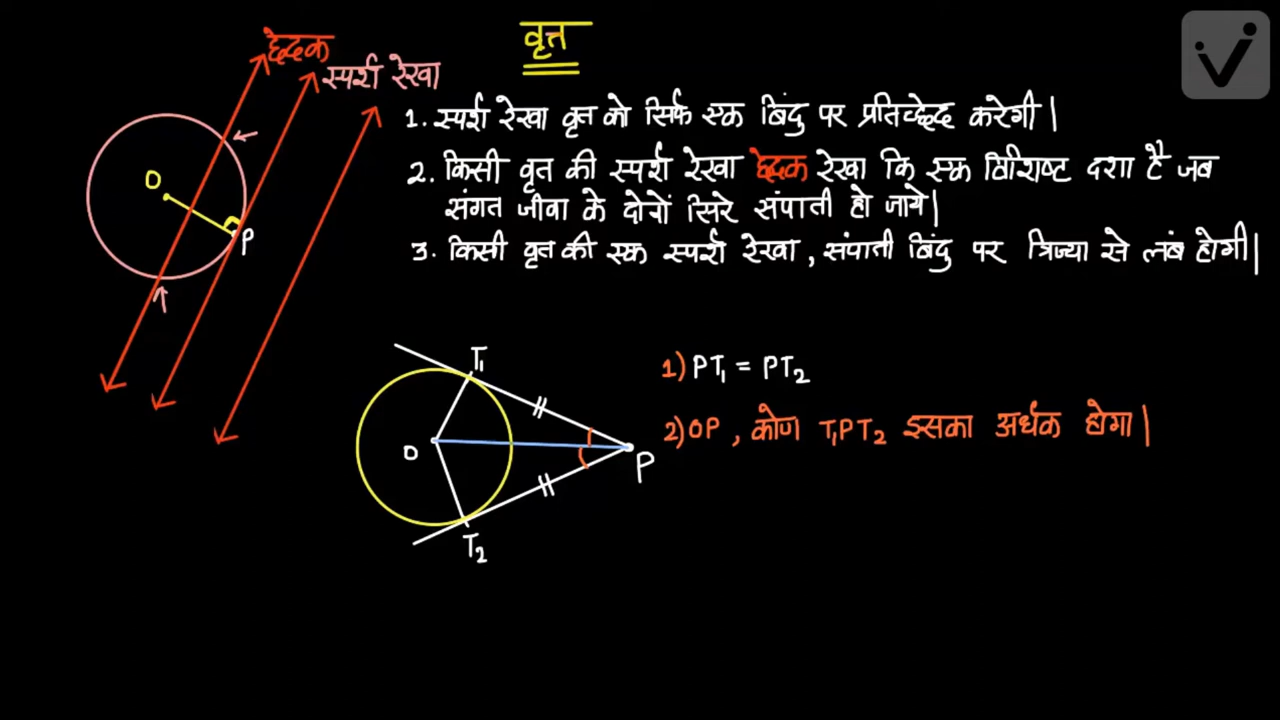 वृत्त
छेदक
स्पर्श रेखा
O
P
1. स्पर्श रेखा वृत को सिर्फ एक बिंदु पर प्रतिच्छेद करेगी |
2. किसी वृत की स्पर्श रेखा छेदक रेखा कि एक विशिष्ट दशा है जब
संगत जीवा के दोनों सिरे संपाती हो जाये |
3. किसी वृत की एक स्पर्श रेखा, संपाती बिंदु पर त्रिज्या से लंब होगी |
T₁
O
P
T₂
1) PT₁ = PT₂
2) OP, कोण T₁PT₂ इसका अर्धक होगा |